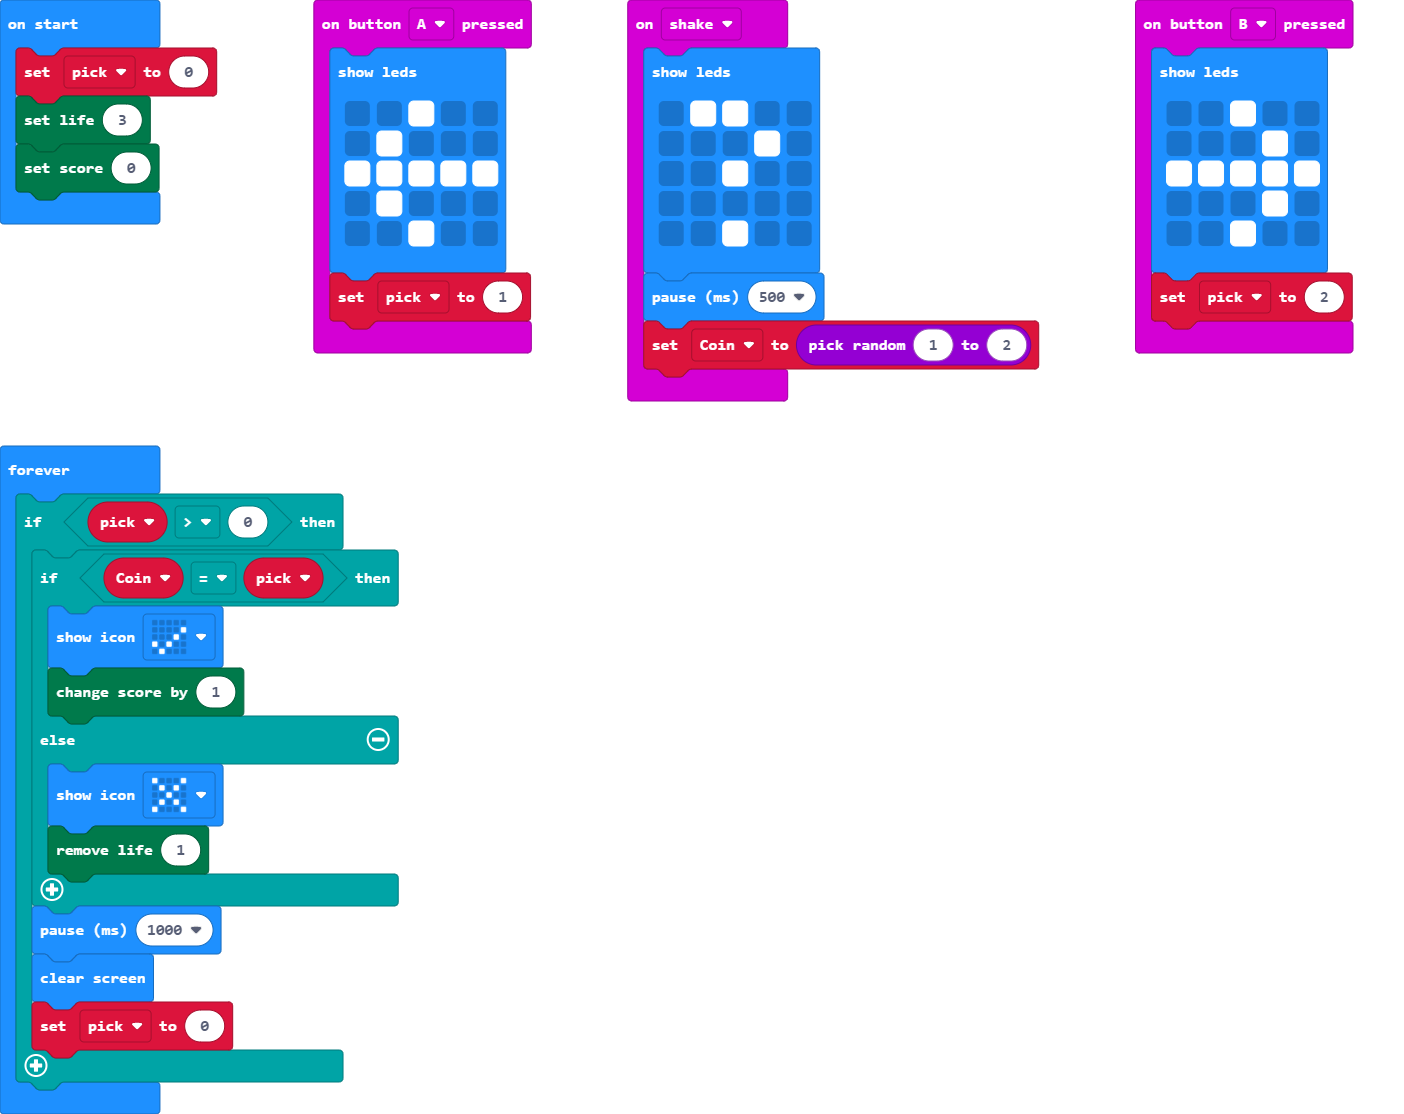 on start
set pick to 0
set life 3
set score 0
on button A pressed
show leds
set pick to 1
on shake
show leds
pause (ms) 500
set Coin to pick random 1 to 2
on button B pressed
show leds
set pick to 2
forever
if pick > 0 then
if Coin = pick then
show icon
change score by 1
else
show icon
remove life 1
pause (ms) 1000
clear screen
set pick to 0